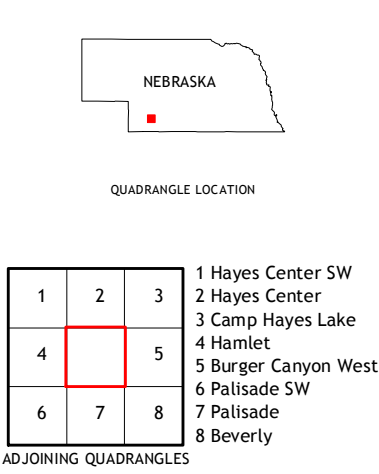 NEBRASKA
QUADRANGLE LOCATION
1 2 3
4 5
6 7 8
1 Hayes Center SW
2 Hayes Center
3 Camp Hayes Lake
4 Hamlet
5 Burger Canyon West
6 Palisade SW
7 Palisade
8 Beverly
ADJOINING QUADRANGLES